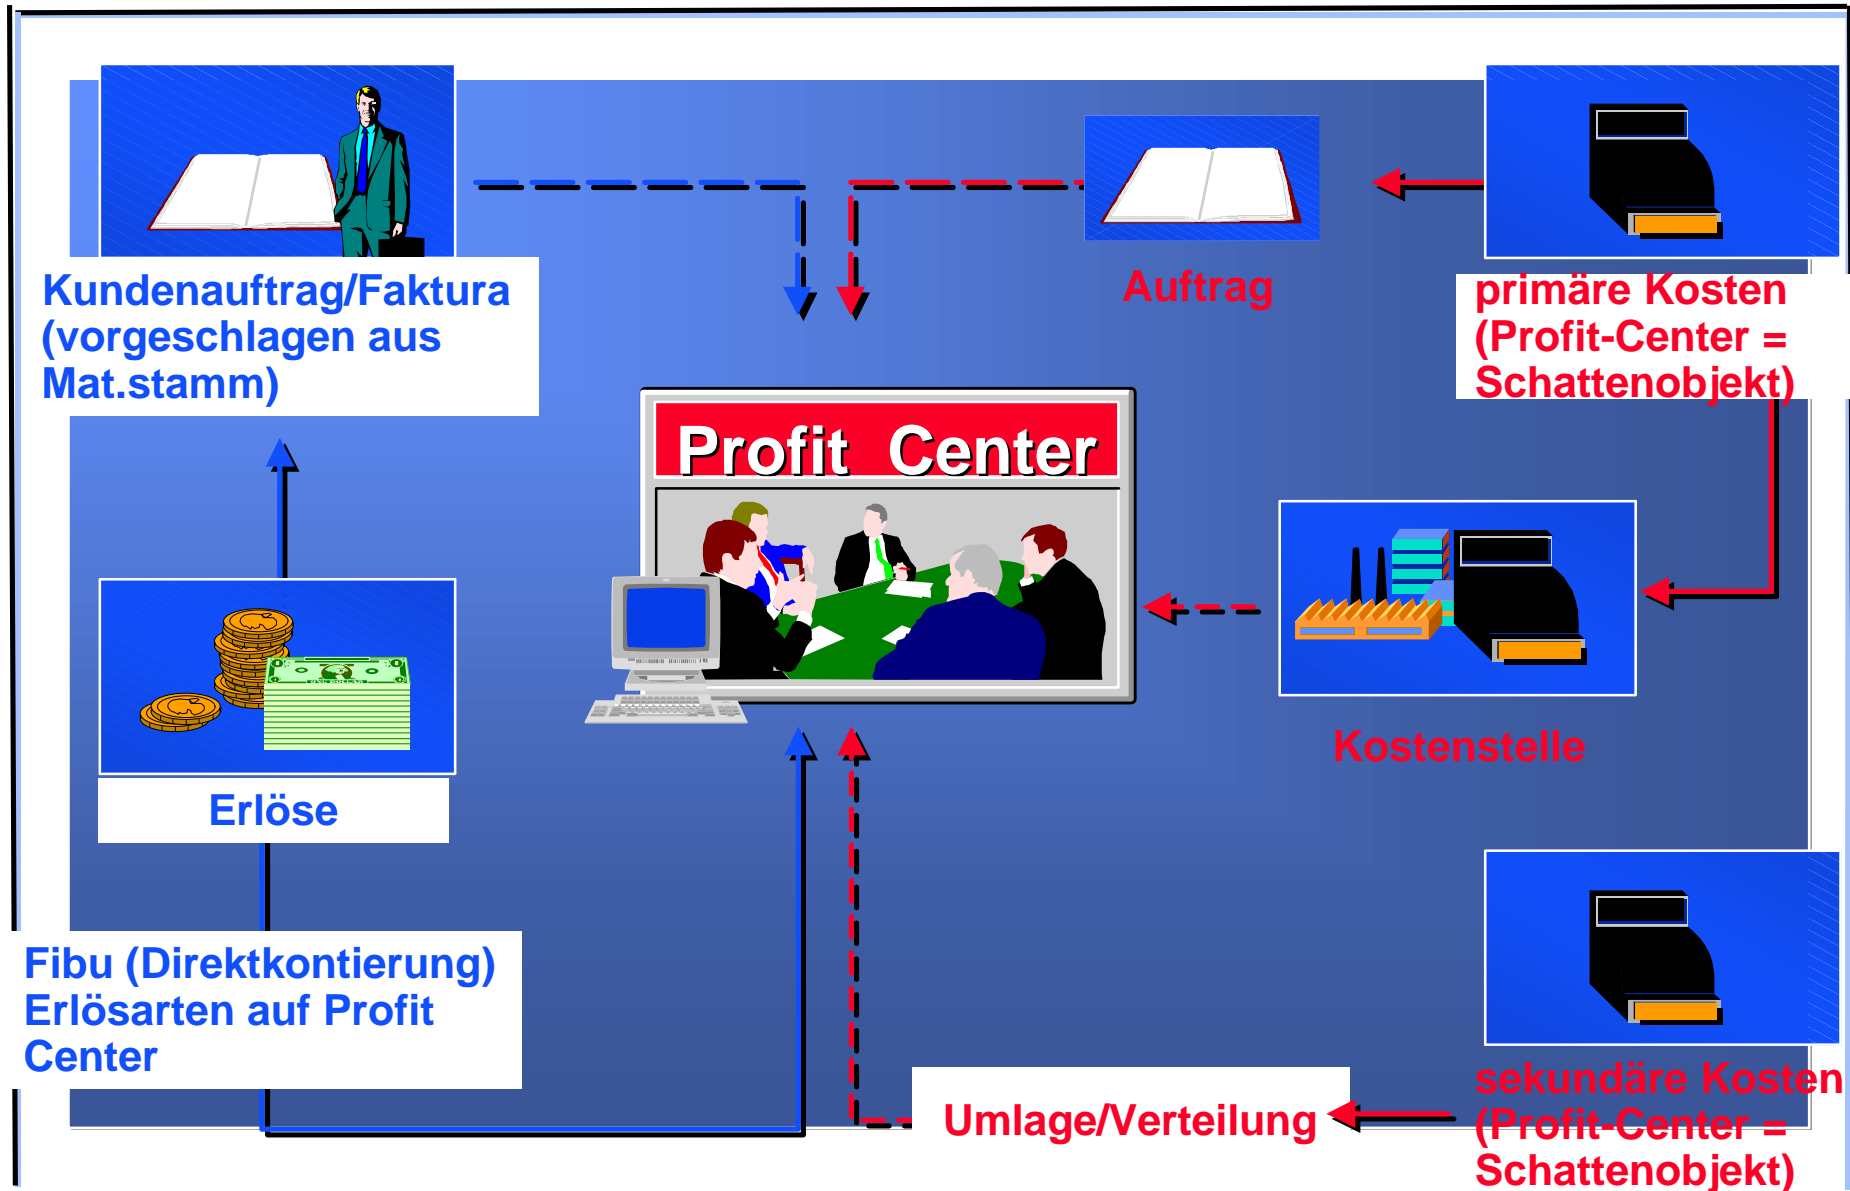 Kundenauftrag/Faktura
(vorgeschlagen aus
Mat.stamm)
Auftrag
primäre Kosten
(Profit-Center =
Schattenobjekt)
Profit Center
Kostenstelle
Erlöse
Fibu (Direktkontierung)
Erlösarten auf Profit
Center
Umlage/Verteilung
sekundäre Kosten
(Profit-Center =
Schattenobjekt)